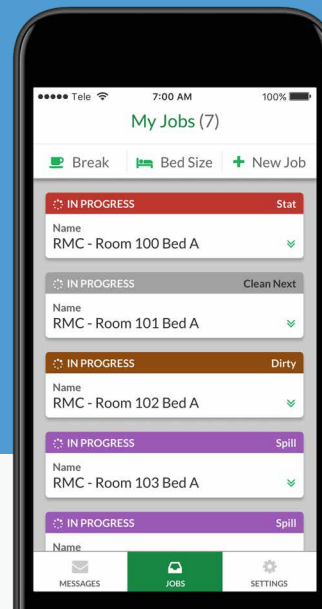 Tele 7:00 AM 100%
My Jobs (7)
Break Bed Size New Job
IN PROGRESS Stat
Name
RMC - Room 100 Bed A
IN PROGRESS Clean Next
Name
RMC - Room 101 Bed A
IN PROGRESS Dirty
Name
RMC - Room 102 Bed A
IN PROGRESS Spill
Name
RMC - Room 103 Bed A
IN PROGRESS Spill
Name
MESSAGES JOBS SETTINGS